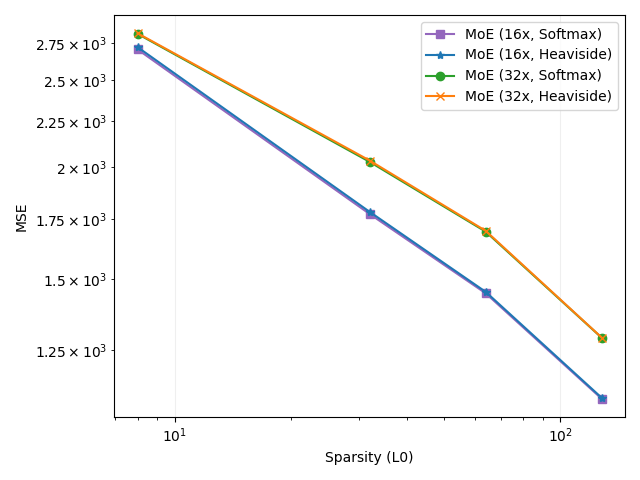 MoE (16x, Softmax)
MoE (16x, Heaviside)
MoE (32x, Softmax)
MoE (32x, Heaviside)
2.75 × 10³
2.5 × 10³
2.25 × 10³
2 × 10³
1.75 × 10³
1.5 × 10³
1.25 × 10³
MSE
10¹
10²
Sparsity (L0)